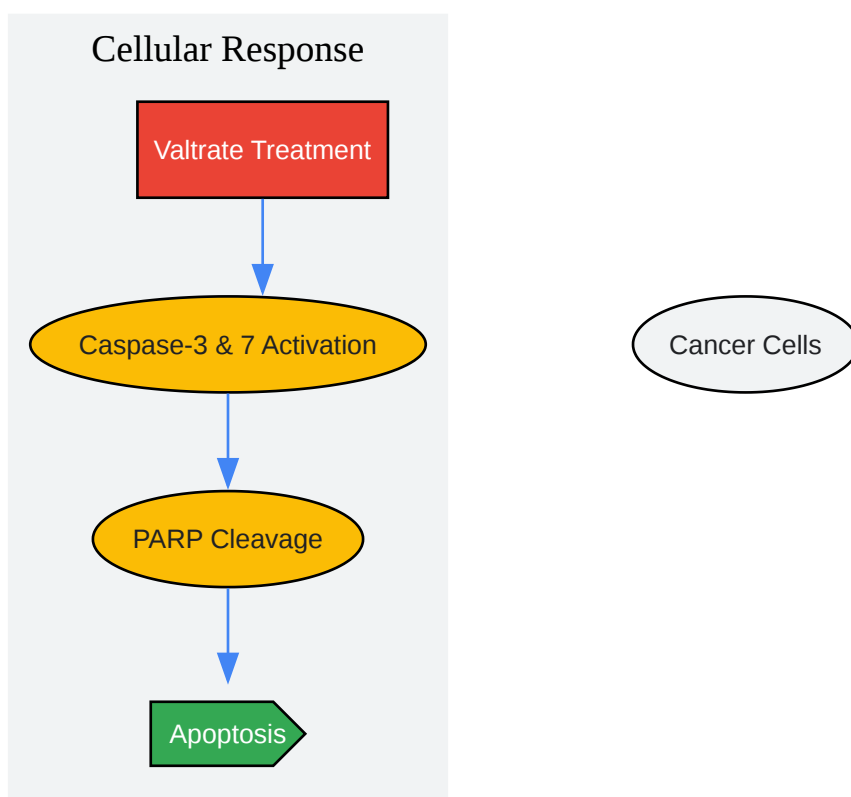 Cellular Response
Valtrate Treatment
Caspase-3 & 7 Activation
Cancer Cells
PARP Cleavage
Apoptosis